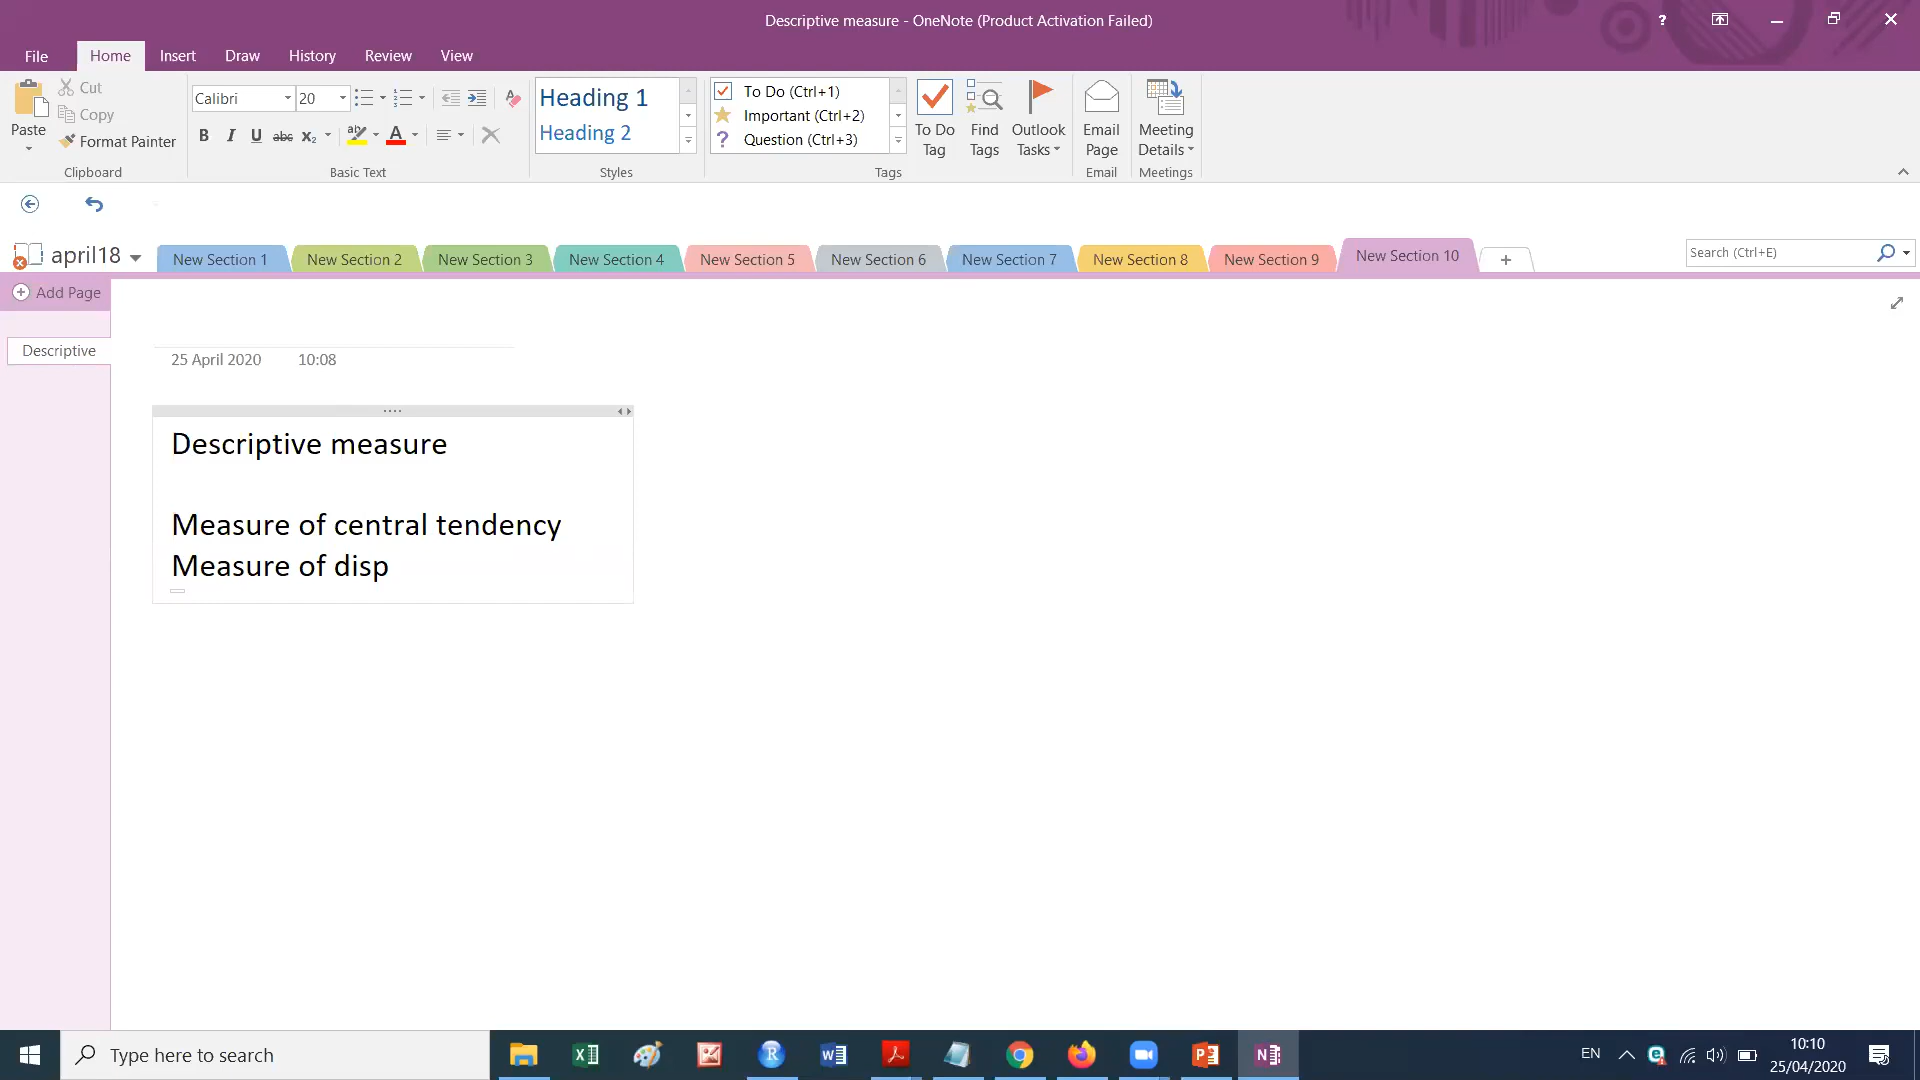 Descriptive measure - OneNote (Product Activation Failed)
?
File Home Insert Draw History Review View
Paste
Cut
Copy
Format Painter
Clipboard
Calibri 20
B I U abc X₂ ab A
Basic Text
Heading 1
Heading 2
Styles
To Do (Ctrl+1)
Important (Ctrl+2)
? Question (Ctrl+3)
To Do Tag
Find Tags
Outlook Tasks
Tags
Email Page
Email
Meeting Details
Meetings
april18
New Section 1 New Section 2 New Section 3 New Section 4 New Section 5 New Section 6 New Section 7 New Section 8 New Section 9 New Section 10 +
Search (Ctrl+E)
Add Page
Descriptive
25 April 2020 10:08
Descriptive measure
Measure of central tendency
Measure of disp
Type here to search
EN
10:10
25/04/2020